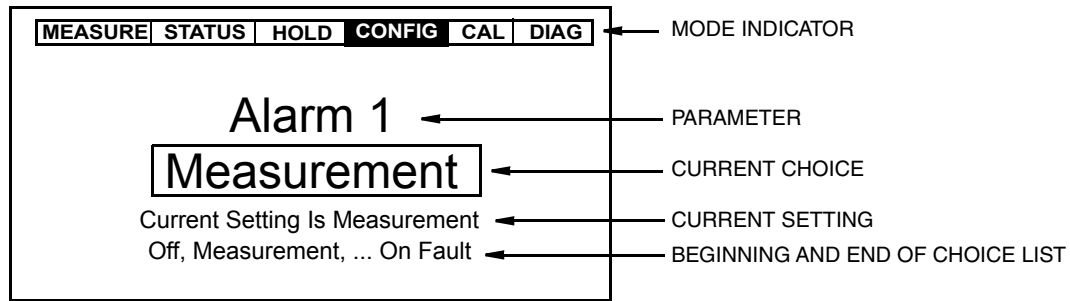 MEASURE STATUS HOLD CONFIG CAL DIAG MODE INDICATOR
Alarm 1 PARAMETER
Measurement CURRENT CHOICE
Current Setting Is Measurement CURRENT SETTING
Off, Measurement, ... On Fault BEGINNING AND END OF CHOICE LIST